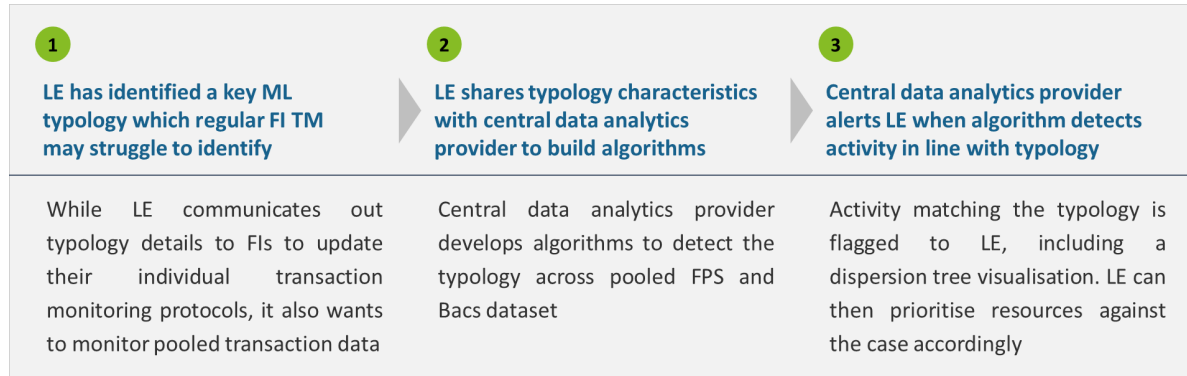 1
LE has identified a key ML
typology which regular FI TM
may struggle to identify
While LE communicates out
typology details to FIs to update
their individual transaction
monitoring protocols, it also wants
to monitor pooled transaction data
2
LE shares typology characteristics
with central data analytics
provider to build algorithms
Central data analytics provider
develops algorithms to detect the
typology across pooled FPS and
Bacs dataset
3
Central data analytics provider
alerts LE when algorithm detects
activity in line with typology
Activity matching the typology is
flagged to LE, including a
dispersion tree visualisation. LE can
then prioritise resources against
the case accordingly